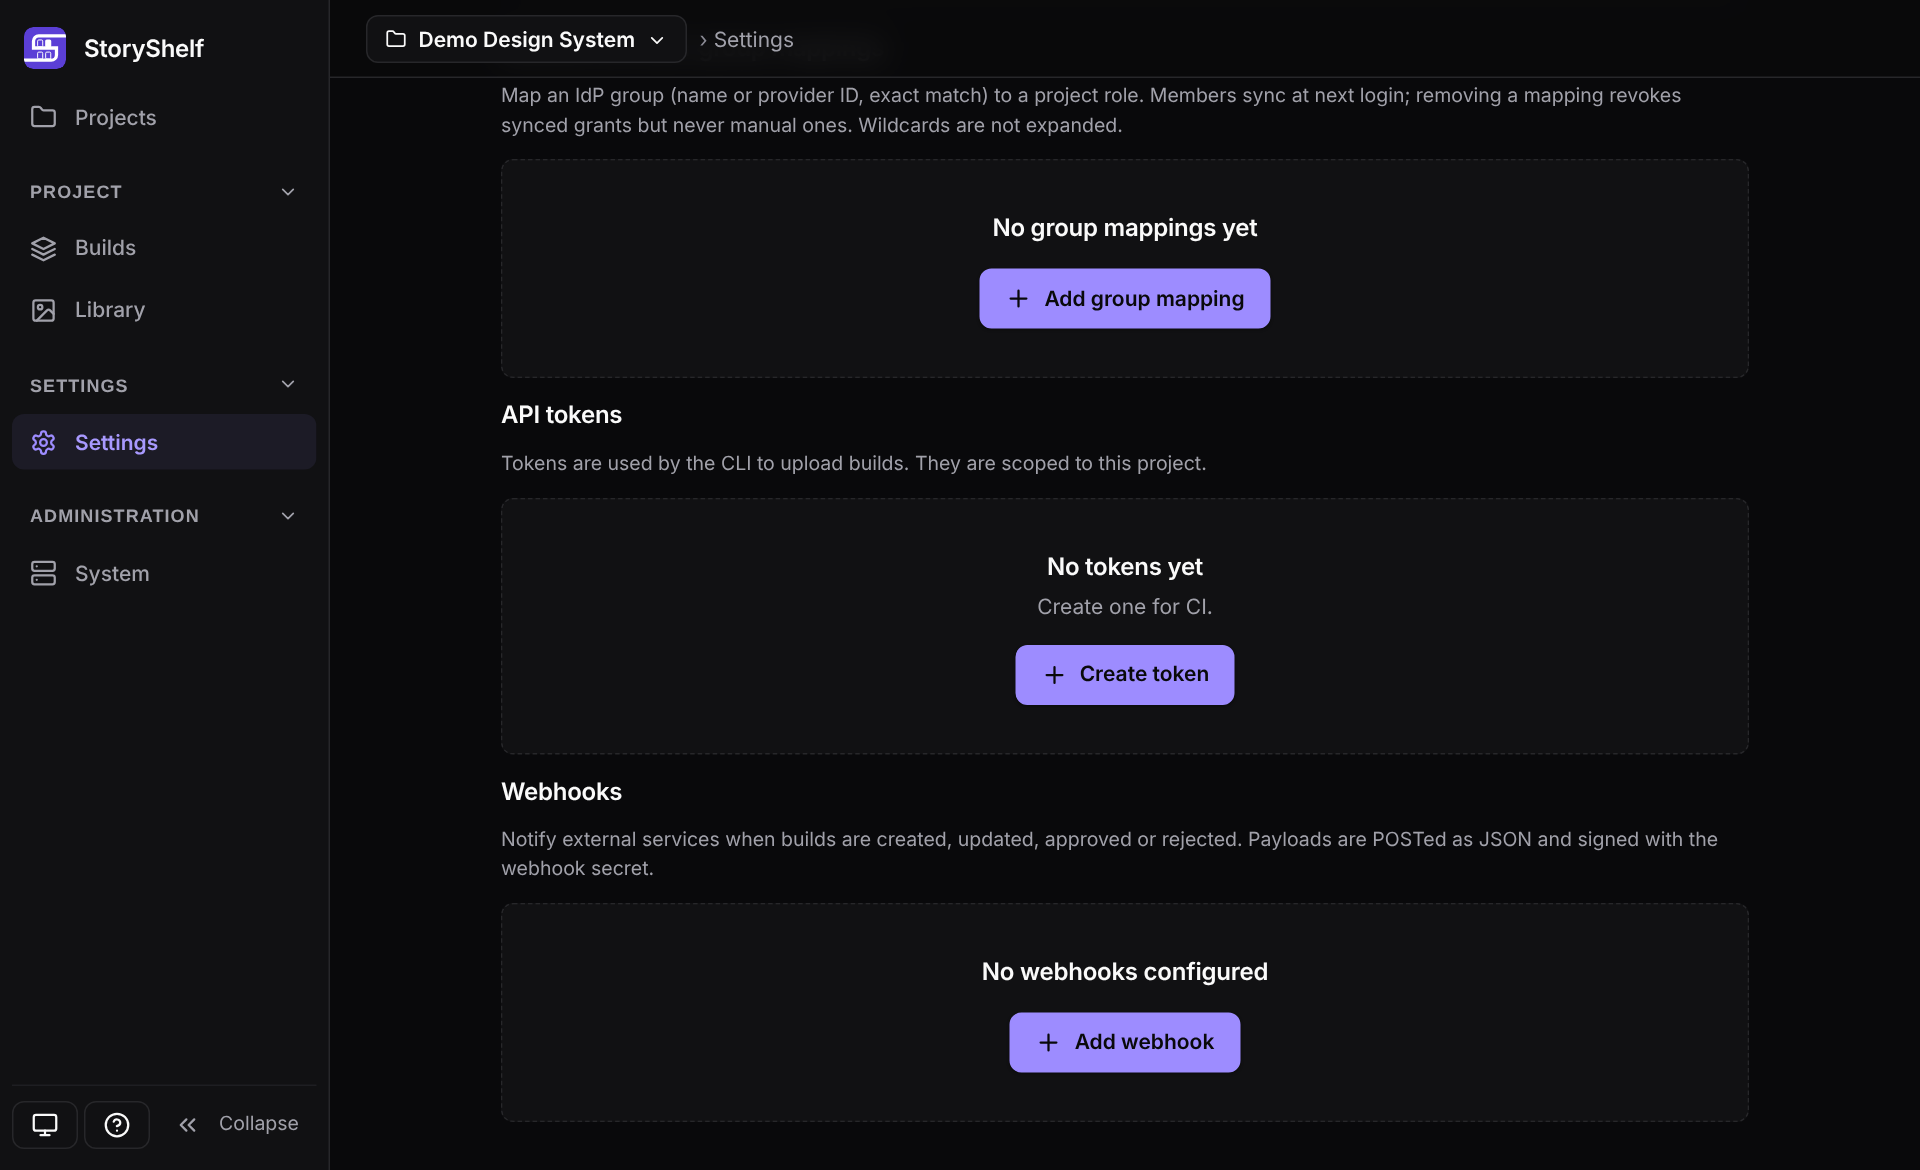 StoryShelf
Projects
PROJECT
Builds
Library
SETTINGS
Settings
ADMINISTRATION
System
Collapse
Demo Design System
› Settings
Map an IdP group (name or provider ID, exact match) to a project role. Members sync at next login; removing a mapping revokes
synced grants but never manual ones. Wildcards are not expanded.
No group mappings yet
Add group mapping
API tokens
Tokens are used by the CLI to upload builds. They are scoped to this project.
No tokens yet
Create one for CI.
Create token
Webhooks
Notify external services when builds are created, updated, approved or rejected. Payloads are POSTed as JSON and signed with the
webhook secret.
No webhooks configured
Add webhook